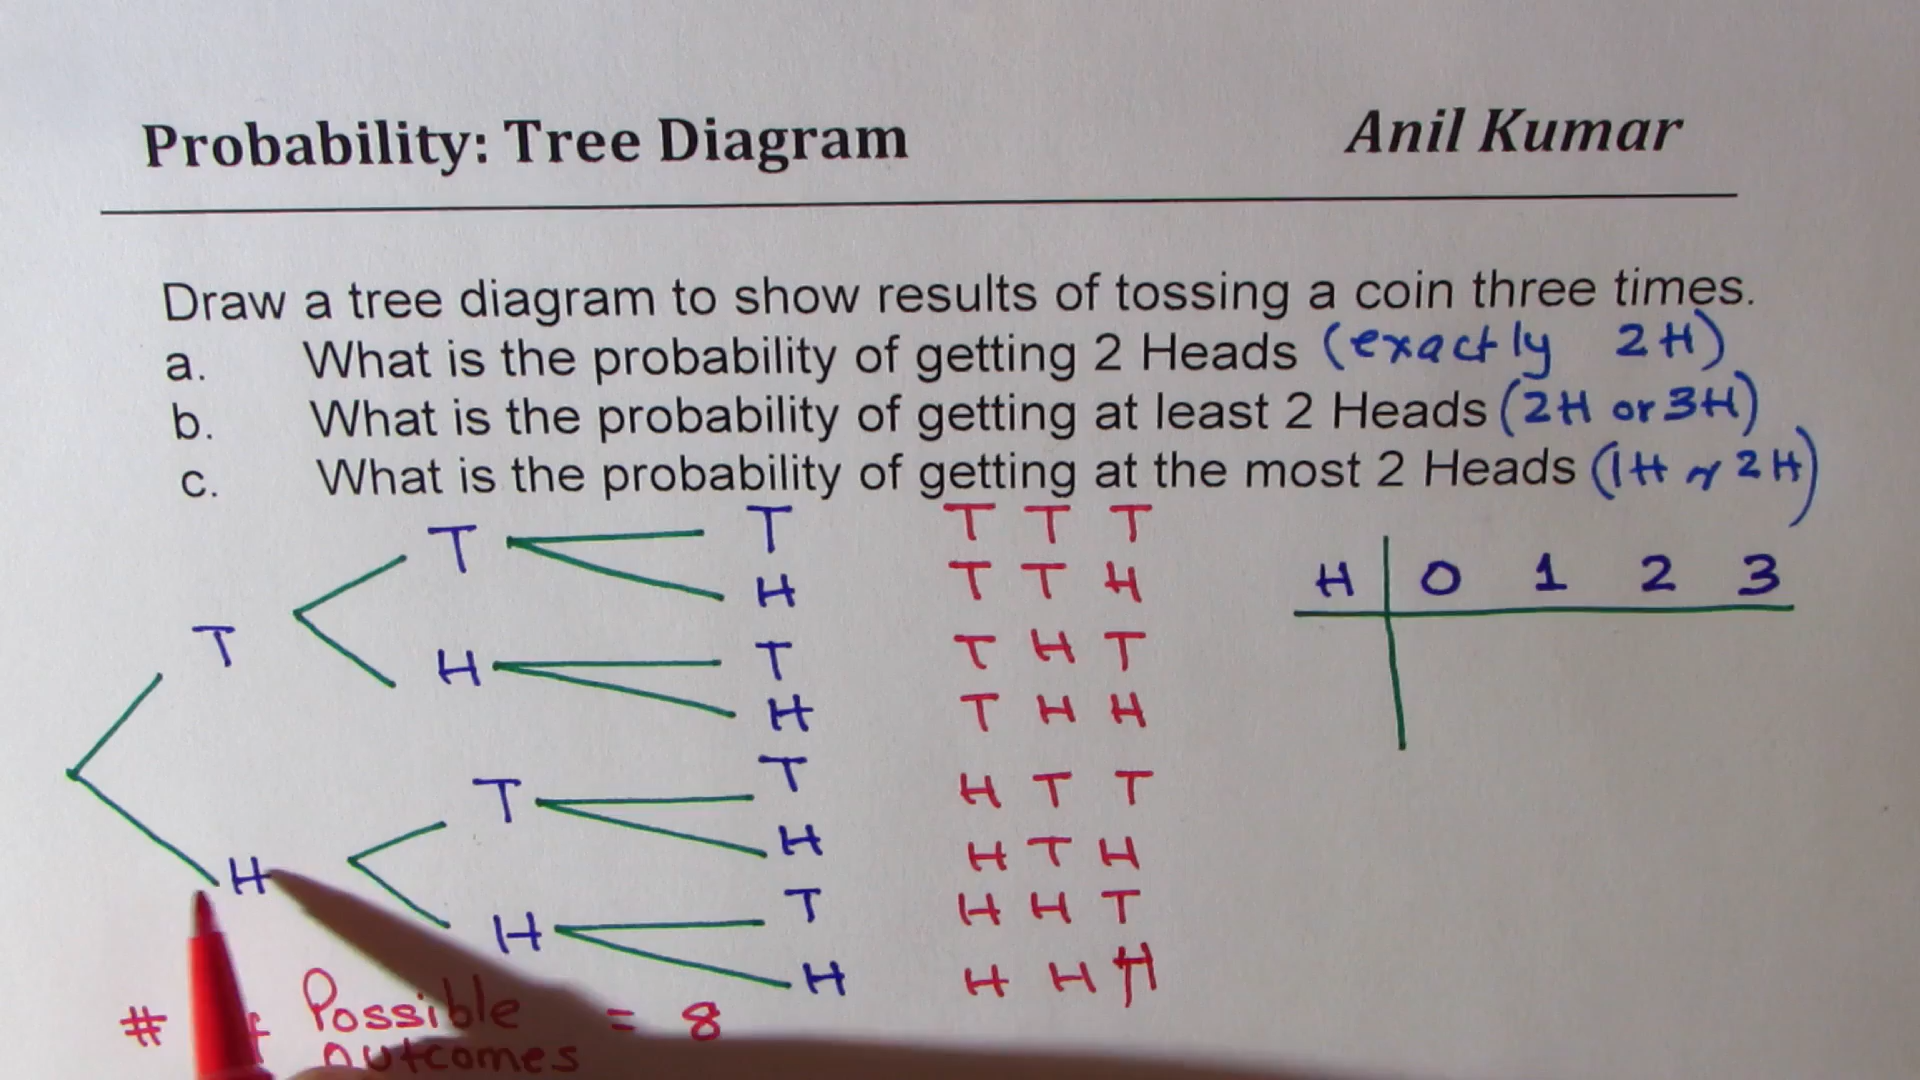 Probability: Tree Diagram Anil Kumar
Draw a tree diagram to show results of tossing a coin three times.
a. What is the probability of getting 2 Heads (exactly 2H)
b. What is the probability of getting at least 2 Heads (2H or 3H)
c. What is the probability of getting at the most 2 Heads (1H or 2H)
T T T T T T
H T T H
H 0 1 2 3
T H T T H T
H T H H
T T H T T
H H T H
H T H H T
H H H H
# Possible = 8
outcomes